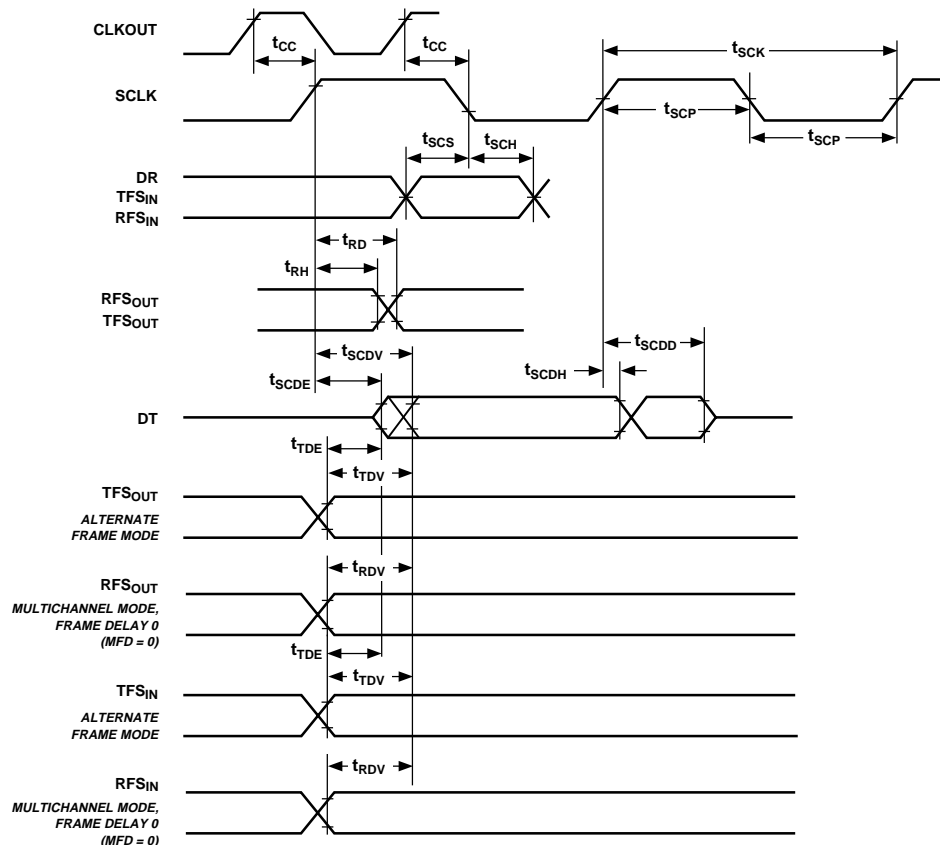 CLKOUT
tCC
tCC
tSCK
SCLK
tSCP
tSCP
tSCS
tSCH
DR
TFSIN
RFSIN
tRD
tRH
RFSOUT
TFSOUT
tSCDV
tSCDD
tSCDE
tSCDH
DT
tTDE
tTDV
TFSOUT
ALTERNATE
FRAME MODE
tRDV
RFSOUT
MULTICHANNEL MODE,
FRAME DELAY 0
(MFD = 0)
tTDE
tTDV
TFSIN
ALTERNATE
FRAME MODE
tRDV
RFSIN
MULTICHANNEL MODE,
FRAME DELAY 0
(MFD = 0)